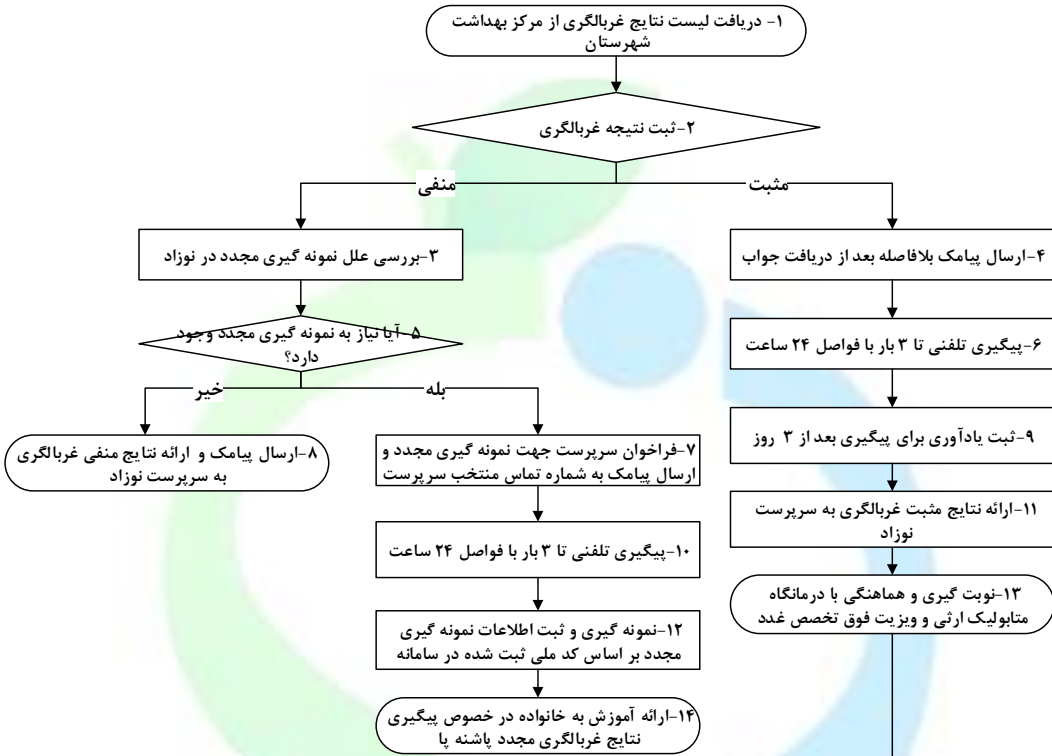 ۱- دریافت لیست نتایج غربالگری از مرکز بهداشت
شهرستان
۲-ثبت نتیجه غربالگری
مثبت
منفی
۳-بررسی علل نمونه گیری مجدد در نوزاد
۴-ارسال پیامک بلافاصله بعد از دریافت جواب
۵-آیا نیاز به نمونه گیری مجدد وجود
دارد؟
۶-پیگیری تلفنی تا ۳ بار با فواصل ۲۴ ساعت
بله
خیر
۷-فراخوان سرپرست جهت نمونه گیری مجدد و
ارسال پیامک به شماره تماس منتخب سرپرست
۸-ارسال پیامک و ارائه نتایج منفی غربالگری
به سرپرست نوزاد
۹-ثبت یادآوری برای پیگیری بعد از ۳ روز
۱۰-پیگیری تلفنی تا ۳ بار با فواصل ۲۴ ساعت
۱۱-ارائه نتایج مثبت غربالگری به سرپرست
نوزاد
۱۲-نمونه گیری و ثبت اطلاعات نمونه گیری
مجدد بر اساس کد ملی ثبت شده در سامانه
۱۳-نوبت گیری و هماهنگی با درمانگاه
متابولیک ارثی و ویزیت فوق تخصص غدد
۱۴-ارائه آموزش به خانواده در خصوص پیگیری
نتایج غربالگری مجدد پاشنه پا